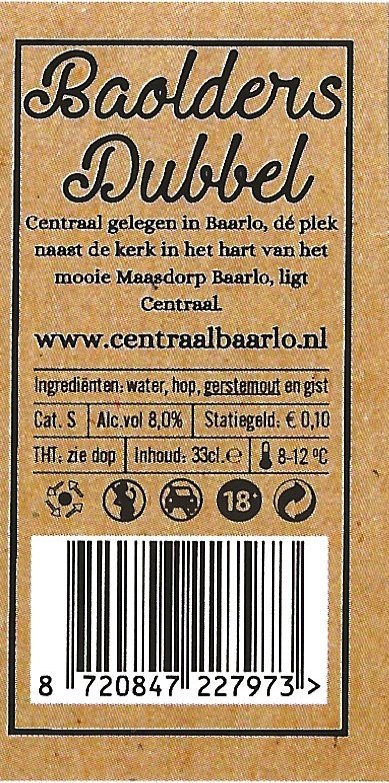 Baolders
Dubbel
Centraal gelegen in Baarlo, dé plek
naast de kerk in het hart van het
mooie Maasdorp Baarlo, ligt
Centraal.
www.centraalbaarlo.nl
Ingrediënten: water, hop, gerstemout en gist
Cat. S Alc.vol 8,0% Statiegeld: € 0,10
THT: zie dop Inhoud: 33cl.℮ 8-12 ºC
18+
8 720847 227973 >